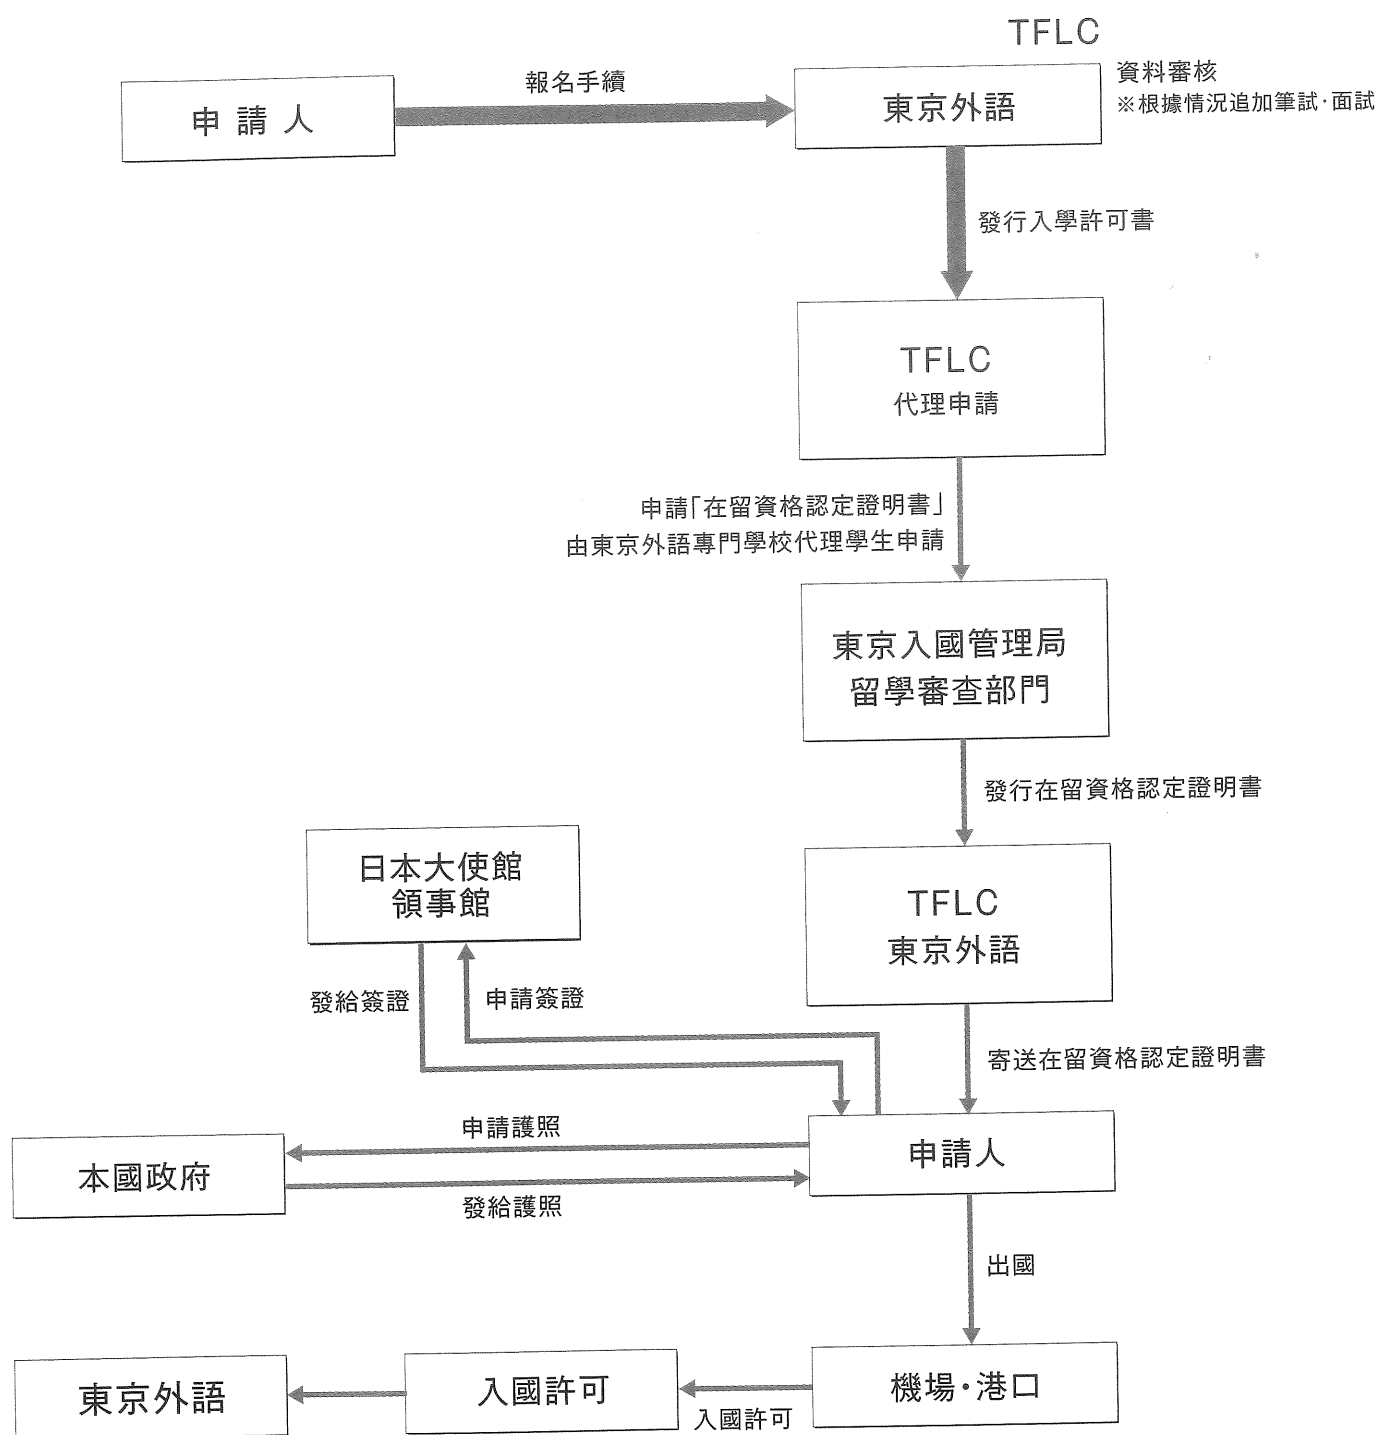 TFLC
申請人
報名手續
東京外語
資料審核
※根據情況追加筆試·面試
發行入學許可書
TFLC
代理申請
申請「在留資格認定證明書」
由東京外語專門學校代理學生申請
東京入國管理局
留學審查部門
發行在留資格認定證明書
日本大使館
領事館
TFLC
東京外語
發給簽證
申請簽證
寄送在留資格認定證明書
申請護照
申請人
本國政府
發給護照
出國
機場·港口
入國許可
入國許可
東京外語